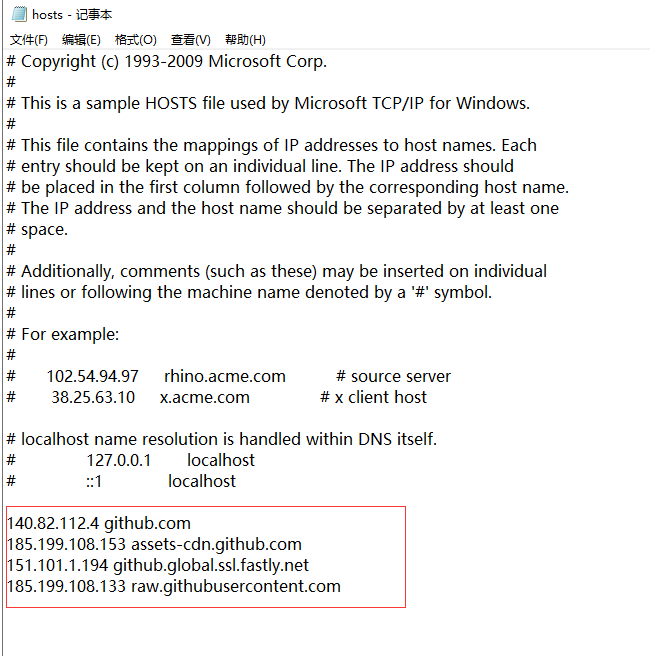 hosts - 记事本
文件(F) 编辑(E) 格式(O) 查看(V) 帮助(H)
# Copyright (c) 1993-2009 Microsoft Corp.
#
# This is a sample HOSTS file used by Microsoft TCP/IP for Windows.
#
# This file contains the mappings of IP addresses to host names. Each
# entry should be kept on an individual line. The IP address should
# be placed in the first column followed by the corresponding host name.
# The IP address and the host name should be separated by at least one
# space.
#
# Additionally, comments (such as these) may be inserted on individual
# lines or following the machine name denoted by a '#' symbol.
#
# For example:
#
# 102.54.94.97 rhino.acme.com # source server
# 38.25.63.10 x.acme.com # x client host
# localhost name resolution is handled within DNS itself.
# 127.0.0.1 localhost
# ::1 localhost
140.82.112.4 github.com
185.199.108.153 assets-cdn.github.com
151.101.1.194 github.global.ssl.fastly.net
185.199.108.133 raw.githubusercontent.com